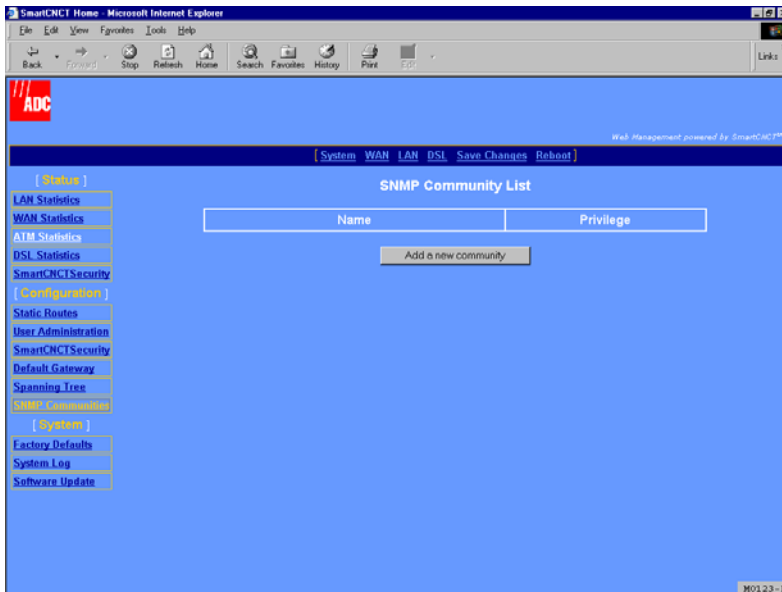 SmartCNCT Home - Microsoft Internet Explorer
File Edit View Favorites Tools Help
Back Forward Stop Refresh Home Search Favorites History Print Edit Links
ADC
Web Management powered by SmartCNCT
[ System WAN LAN DSL Save Changes Reboot ]
[ Status ]
LAN Statistics
WAN Statistics
ATM Statistics
DSL Statistics
SmartCNCTSecurity
[ Configuration ]
Static Routes
User Administration
SmartCNCTSecurity
Default Gateway
Spanning Tree
SNMP Communities
[ System ]
Factory Defaults
System Log
Software Update
SNMP Community List
Name Privilege
Add a new community
M0123-